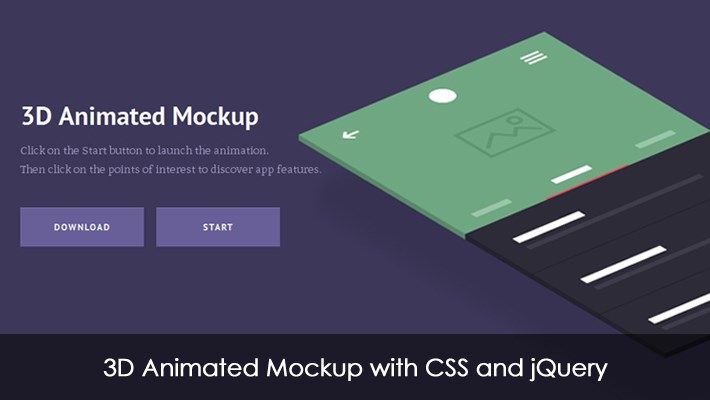 3D Animated Mockup
Click on the Start button to launch the animation.
Then click on the points of interest to discover app features.
DOWNLOAD
START
3D Animated Mockup with CSS and jQuery